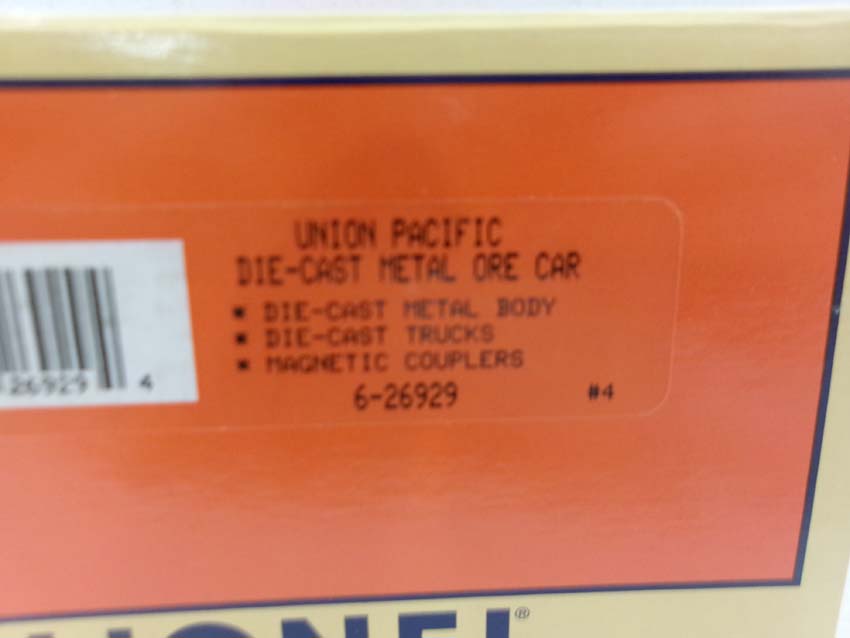 UNION PACIFIC
DIE-CAST METAL ORE CAR
* DIE-CAST METAL BODY
* DIE-CAST TRUCKS
* MAGNETIC COUPLERS
6-26929 #4
26929 4
LIONEL®